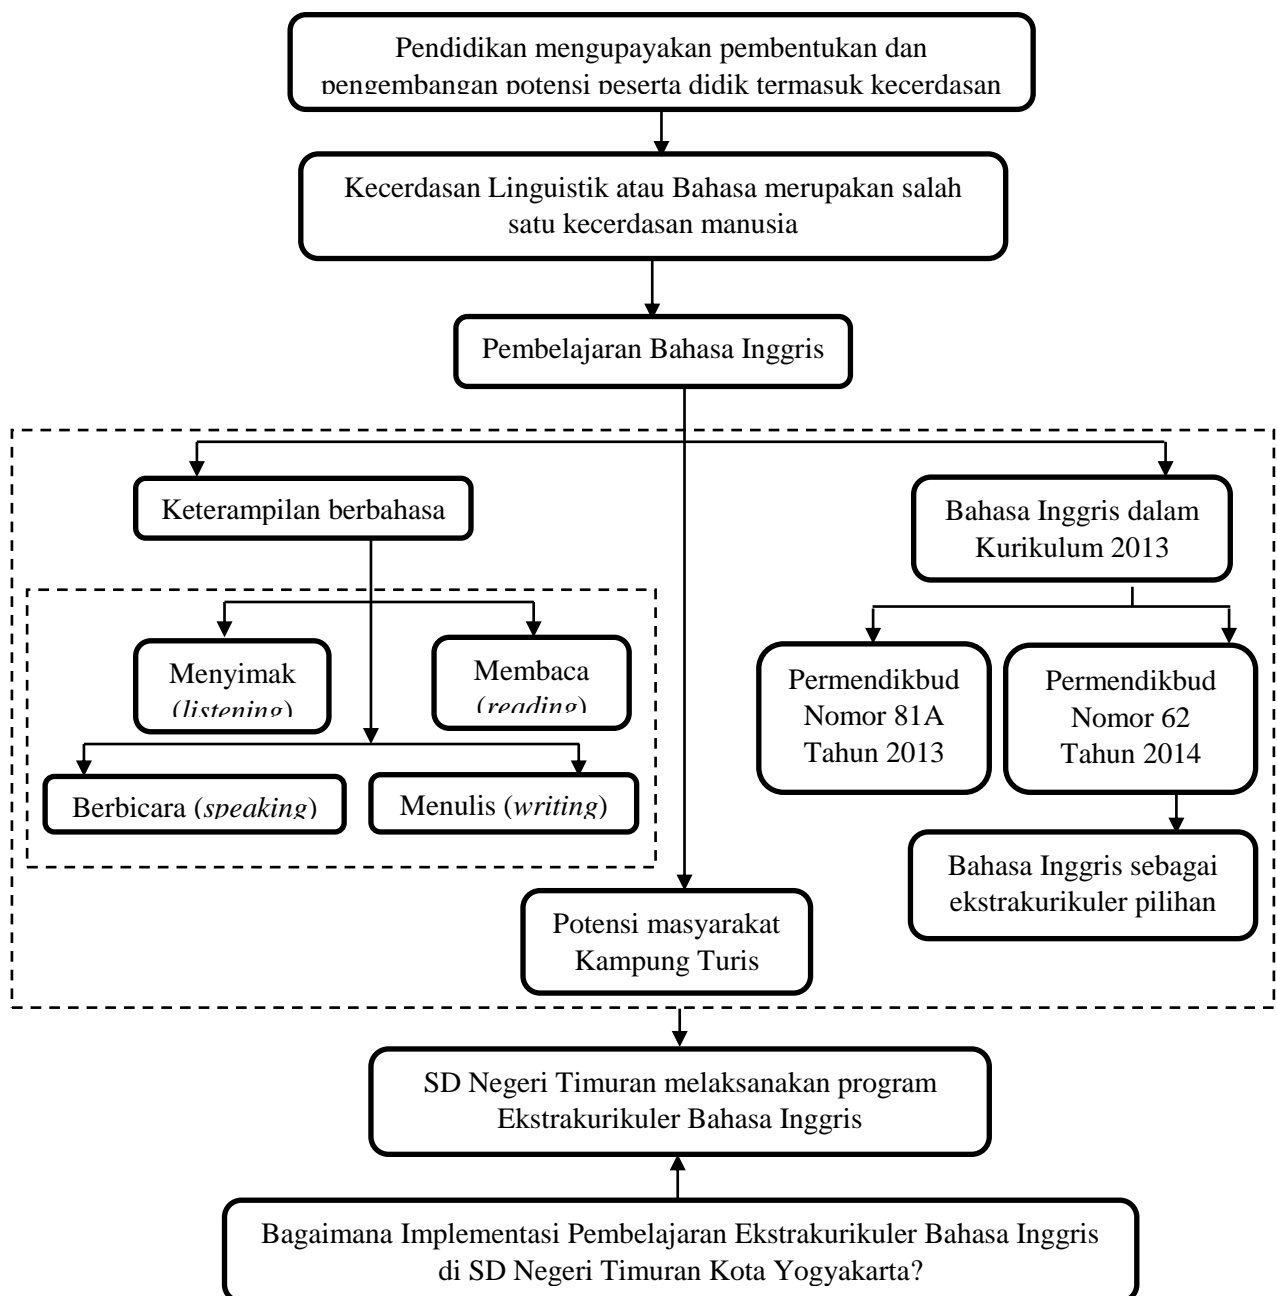 Pendidikan mengupayakan pembentukan dan
pengembangan potensi peserta didik termasuk kecerdasan
Kecerdasan Linguistik atau Bahasa merupakan salah
satu kecerdasan manusia
Pembelajaran Bahasa Inggris
Keterampilan berbahasa
Bahasa Inggris dalam
Kurikulum 2013
Menyimak
(listening)
Membaca
(reading)
Permendikbud
Nomor 81A
Tahun 2013
Permendikbud
Nomor 62
Tahun 2014
Berbicara (speaking)
Menulis (writing)
Bahasa Inggris sebagai
ekstrakurikuler pilihan
Potensi masyarakat
Kampung Turis
SD Negeri Timuran melaksanakan program
Ekstrakurikuler Bahasa Inggris
Bagaimana Implementasi Pembelajaran Ekstrakurikuler Bahasa Inggris
di SD Negeri Timuran Kota Yogyakarta?